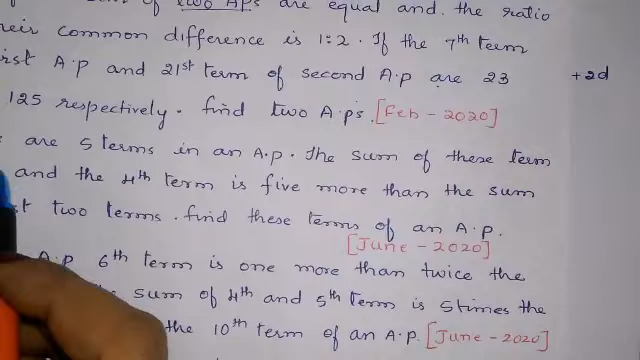 of two APs are equal and the ratio
their common difference is 1:2. If the 7th term
first A.p and 21st term of second A.p are 23 +2d
125 respectively. find two A.p's. [Feb - 2020]
are 5 terms in an A.p. The sum of these term
and the 4th term is five more than the sum
two terms. find these terms of an A.p.
[June - 2020]
A.p 6th term is one more than twice the
sum of 4th and 5th term is 5times the
the 10th term of an A.p. [June - 2020]